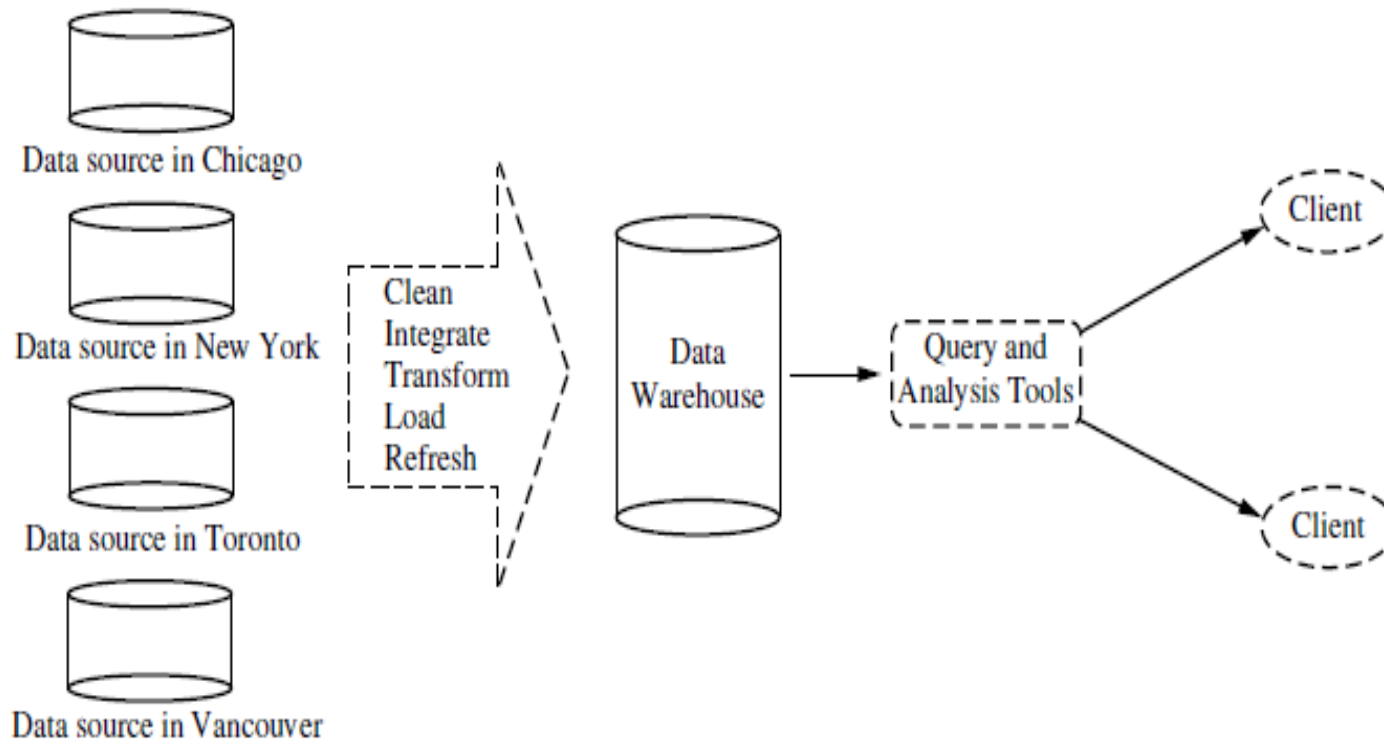 Data source in Chicago
Data source in New York
Data source in Toronto
Data source in Vancouver
Clean
Integrate
Transform
Load
Refresh
Data
Warehouse
Query and
Analysis Tools
Client
Client